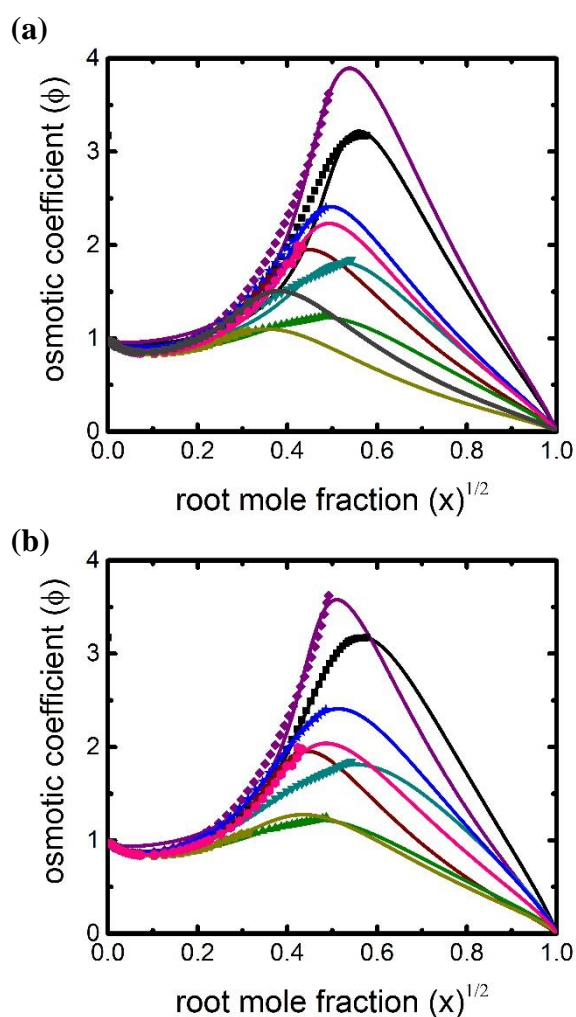 (a)
4
3
2
1
0
osmotic coefficient (ϕ)
0.0 0.2 0.4 0.6 0.8 1.0
root mole fraction (x)^{1/2}
(b)
4
3
2
1
0
osmotic coefficient (ϕ)
0.0 0.2 0.4 0.6 0.8 1.0
root mole fraction (x)^{1/2}